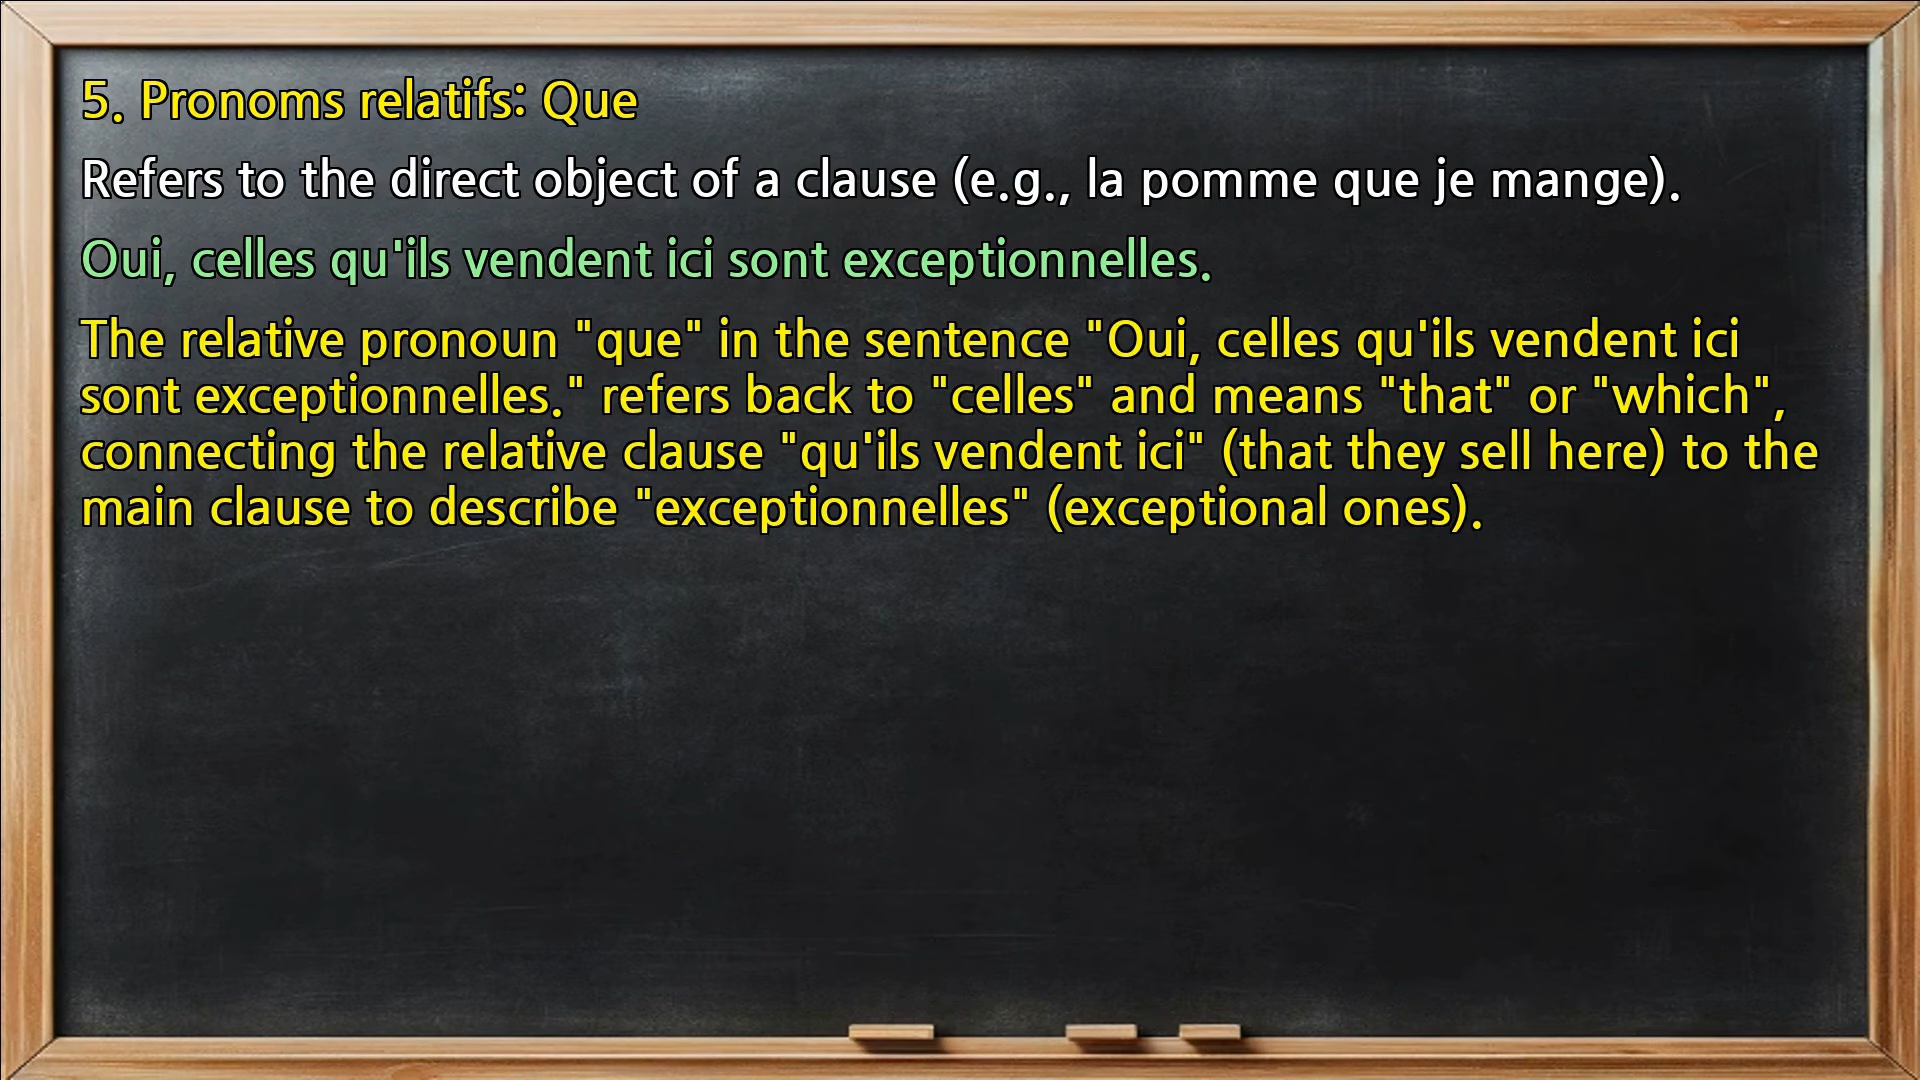 5. Pronoms relatifs: Que
Refers to the direct object of a clause (e.g., la pomme que je mange).
Oui, celles qu'ils vendent ici sont exceptionnelles.
The relative pronoun "que" in the sentence "Oui, celles qu'ils vendent ici
sont exceptionnelles." refers back to "celles" and means "that" or "which",
connecting the relative clause "qu'ils vendent ici" (that they sell here) to the
main clause to describe "exceptionnelles" (exceptional ones).